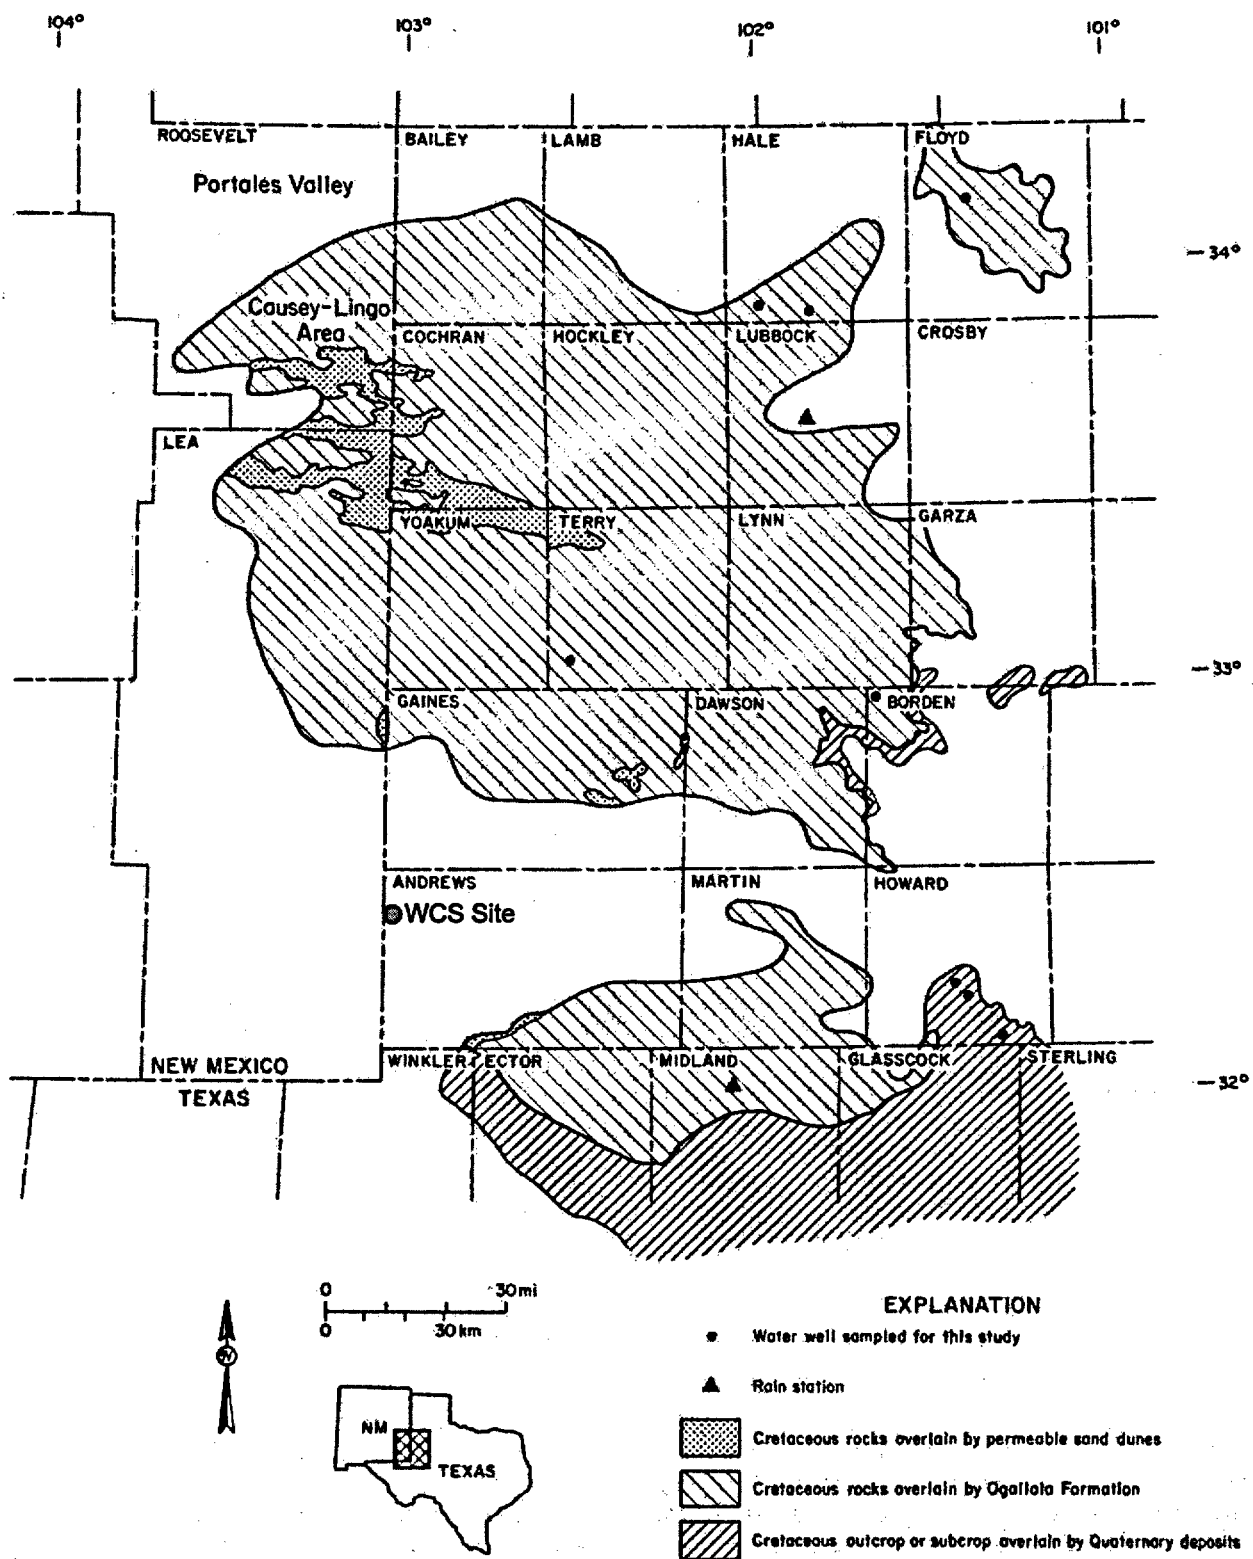 104° 103° 102° 101°
ROOSEVELT BAILEY LAMB HALE FLOYD
Portales Valley
34°
Causey-Lingo
Area
COCHRAN HOCKLEY LUBBOCK CROSBY
LEA
YOAKUM TERRY LYNN GARZA
33°
GAINES DAWSON BORDEN
ANDREWS MARTIN HOWARD
WCS Site
WINKLER ECTOR MIDLAND GLASSCOCK STERLING
NEW MEXICO
TEXAS
32°
0 30mi
0 30km
N
NM
TEXAS
EXPLANATION
Water well sampled for this study
Rain station
Cretaceous rocks overlain by permeable sand dunes
Cretaceous rocks overlain by Ogallala Formation
Cretaceous outcrop or subcrop overlain by Quaternary deposits